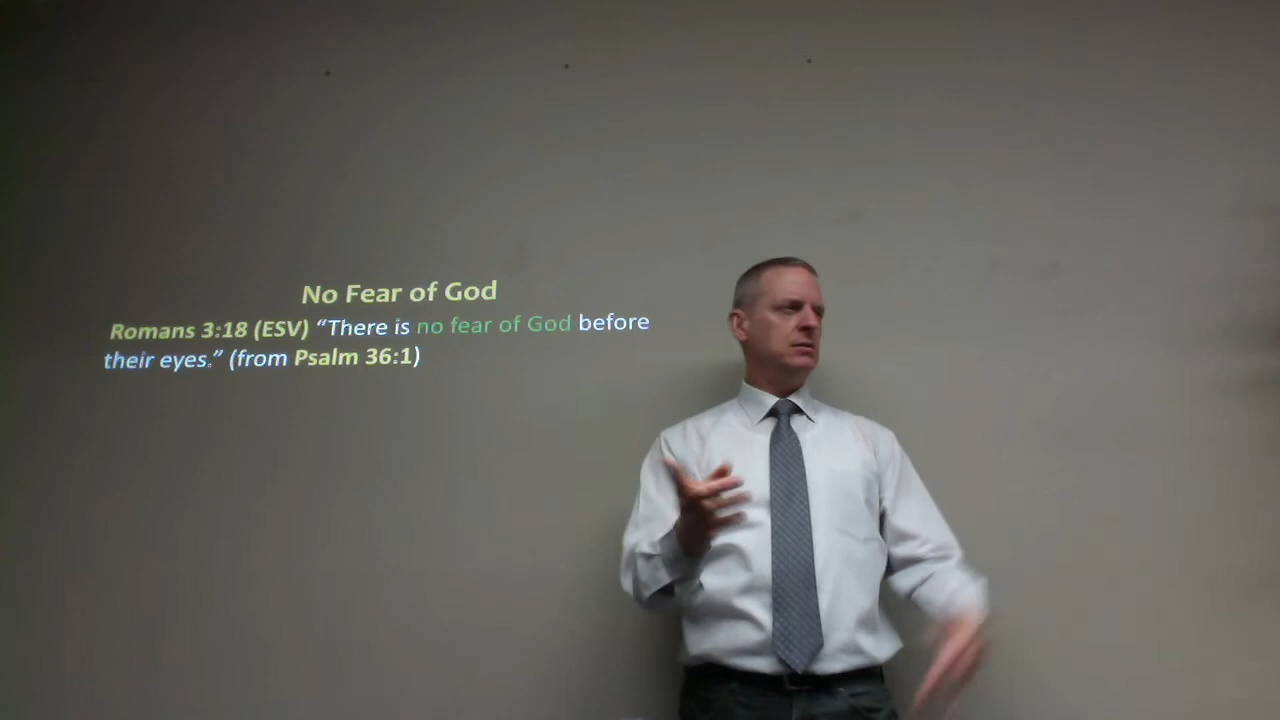 No Fear of God
Romans 3:18 (ESV) “There is no fear of God before
their eyes.” (from Psalm 36:1)